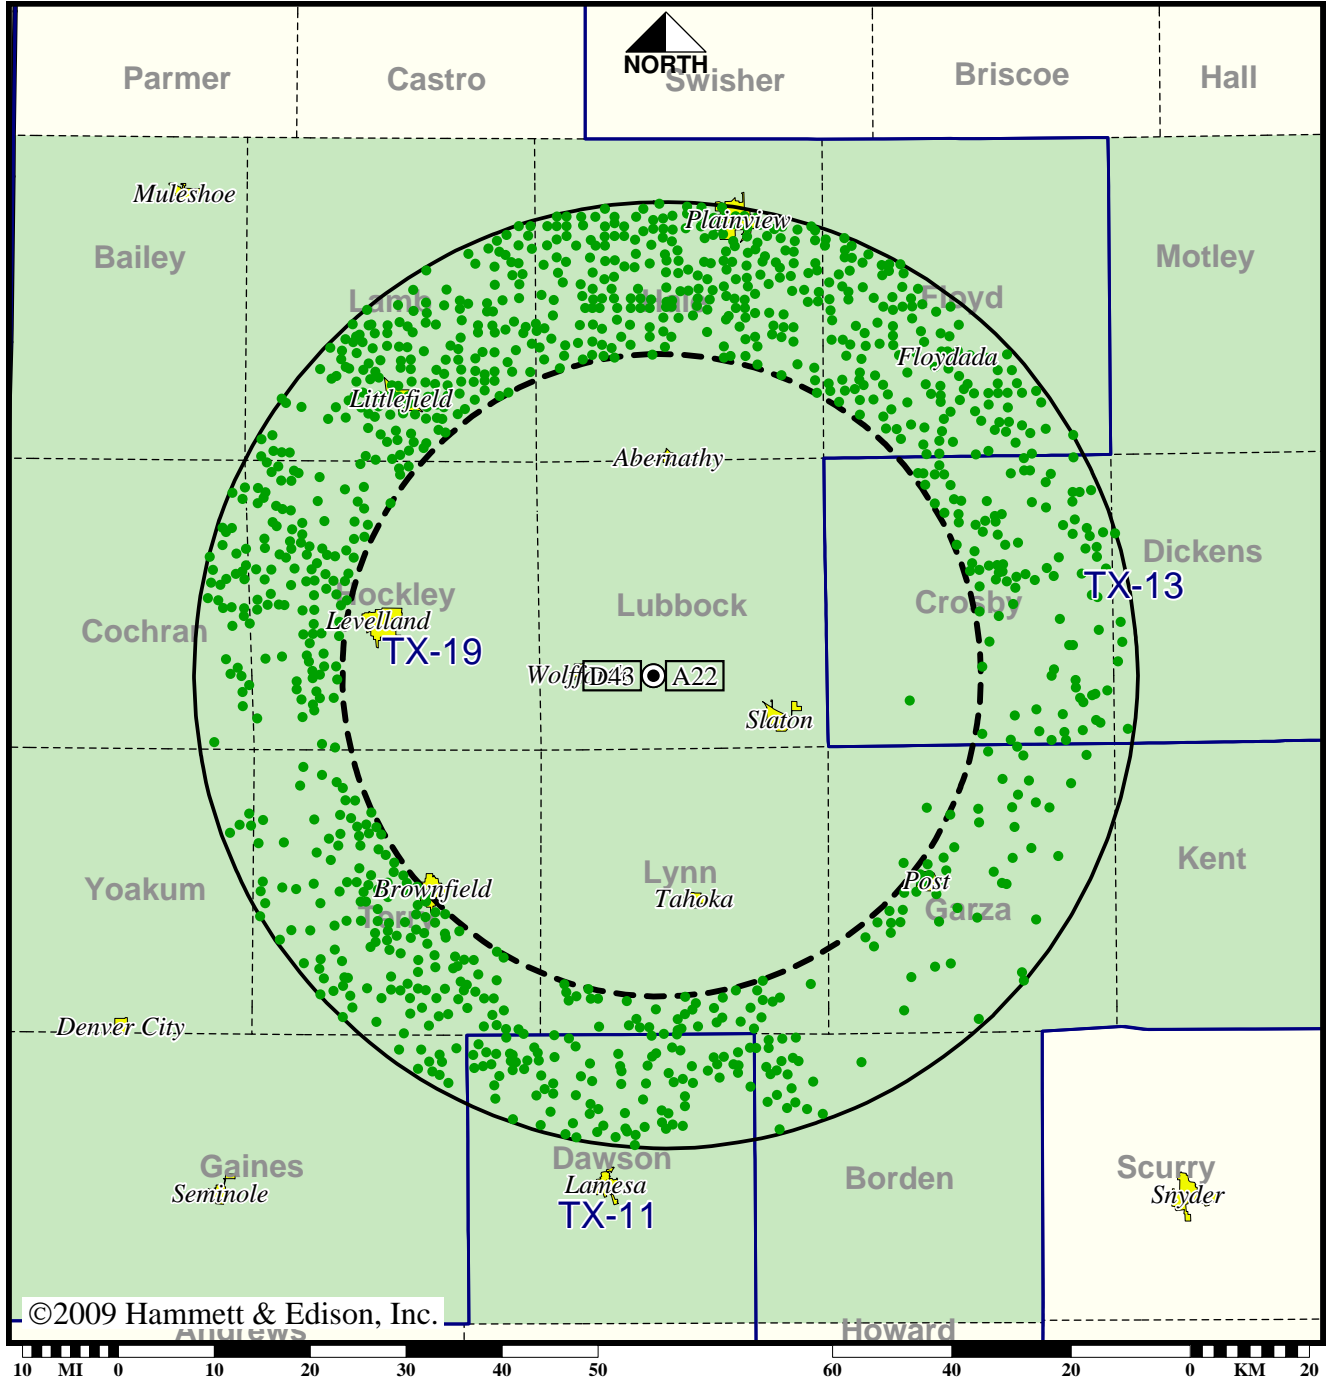 NORTH
Parmer
Castro
Swisher
Briscoe
Hall
Muleshoe
Plainview
Bailey
Motley
Lamb
Hale
Floyd
Floydada
Littlefield
Abernathy
Dickens
TX-13
Hockley
Lubbock
Crosby
Levelland
Cochran
TX-19
D43
A22
Slaton
Kent
Lynn
Post
Yoakum
Brownfield
Tahoka
Terry
Garza
Denver City
Dawson
Gaines
Scurry
Borden
Seminole
Lamesa
Snyder
TX-11
©2009 Hammett & Edison, Inc.
Andrews
Howard
10 MI 0 10 20 30 40 50 60 40 20 0 KM 20